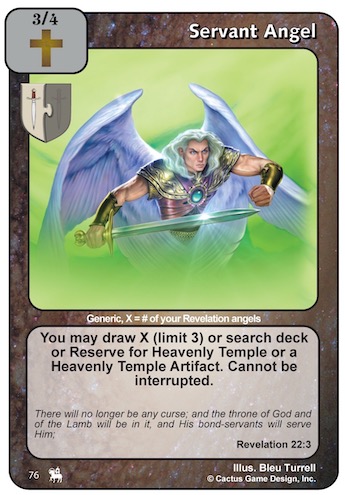 3/4
Servant Angel
Generic, X = # of your Revelation angels
You may draw X (limit 3) or search deck
or Reserve for Heavenly Temple or a
Heavenly Temple Artifact. Cannot be
interrupted.
There will no longer be any curse; and the throne of God and
of the Lamb will be in it, and His bond-servants will serve
Him;
Revelation 22:3
Illus. Bleu Turrell
76
© Cactus Game Design, Inc.